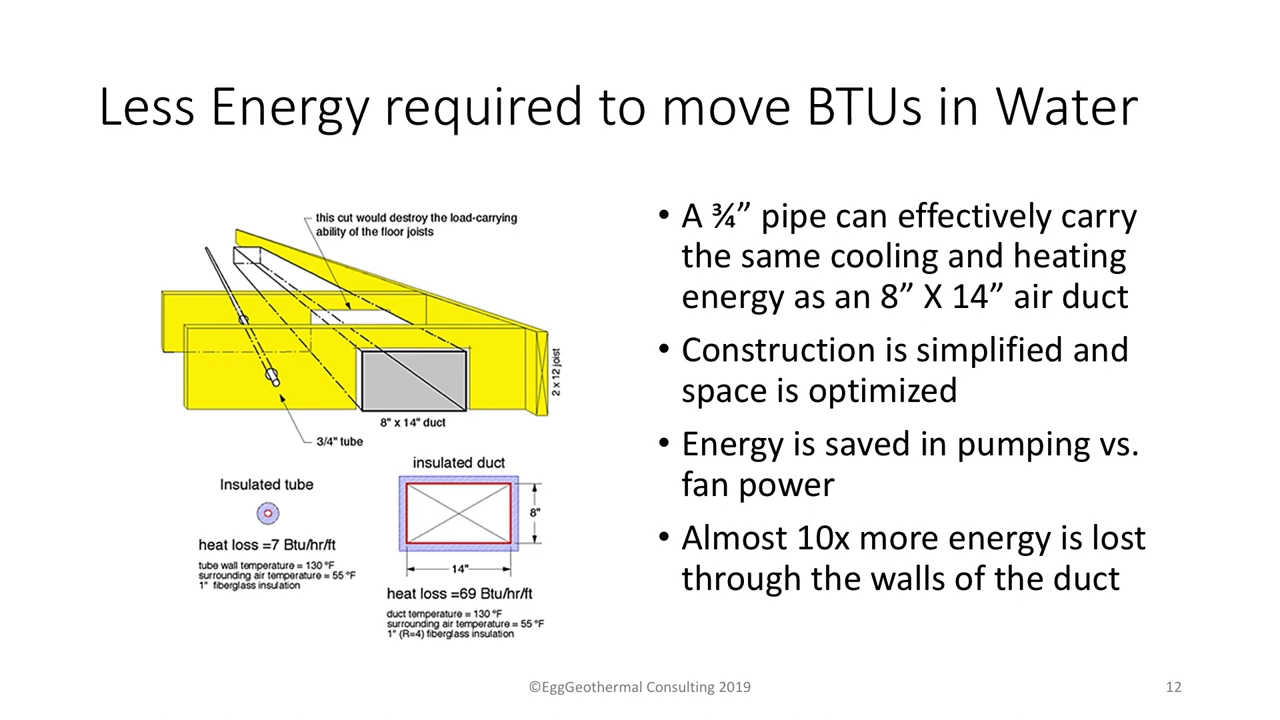 Less Energy required to move BTUs in Water
this cut would destroy the load-carrying
ability of the floor joists
2 x 12 joist
8" x 14" duct
3/4" tube
insulated duct
Insulated tube
8"
14"
heat loss =7 Btu/hr/ft
tube wall temperature = 130 ºF
surrounding air temperature = 55 ºF
1" fiberglass insulation
heat loss =69 Btu/hr/ft
duct temperature = 130 ºF
surrounding air temperature = 55 ºF
1" (R=4) fiberglass insulation
• A ¾” pipe can effectively carry
the same cooling and heating
energy as an 8” X 14” air duct
• Construction is simplified and
space is optimized
• Energy is saved in pumping vs.
fan power
• Almost 10x more energy is lost
through the walls of the duct
©EggGeothermal Consulting 2019
12